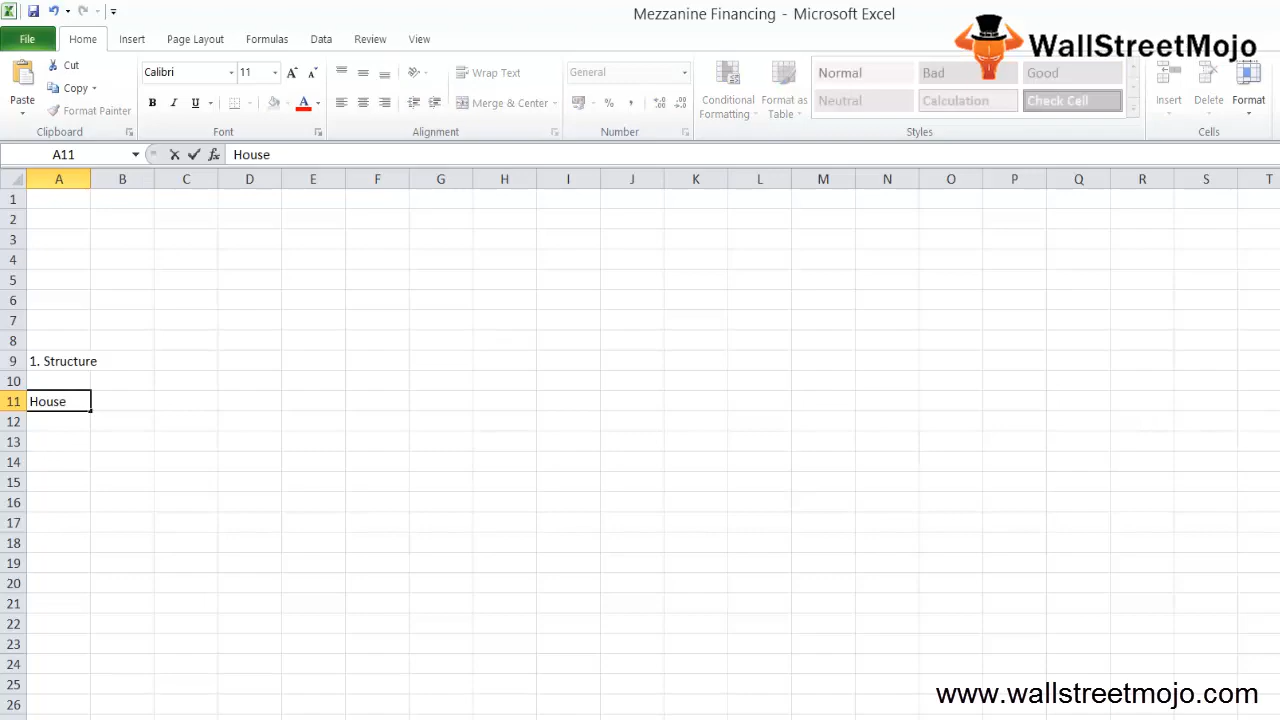 Mezzanine Financing - Microsoft Excel
WallStreetMojo
File Home Insert Page Layout Formulas Data Review View
Paste
Cut
Copy
Format Painter
Clipboard
Calibri 11 A A
B I U A
Font
Wrap Text
Merge & Center
Alignment
General
% ,
Number
Conditional Formatting
Format as Table
Normal Bad Good
Neutral Calculation Check Cell
Styles
Insert Delete Format
Cells
A11 fx House
A B C D E F G H I J K L M N O P Q R S T
1
2
3
4
5
6
7
8
9 1. Structure
10
11 House
12
13
14
15
16
17
18
19
20
21
22
23
24
25
26
www.wallstreetmojo.com